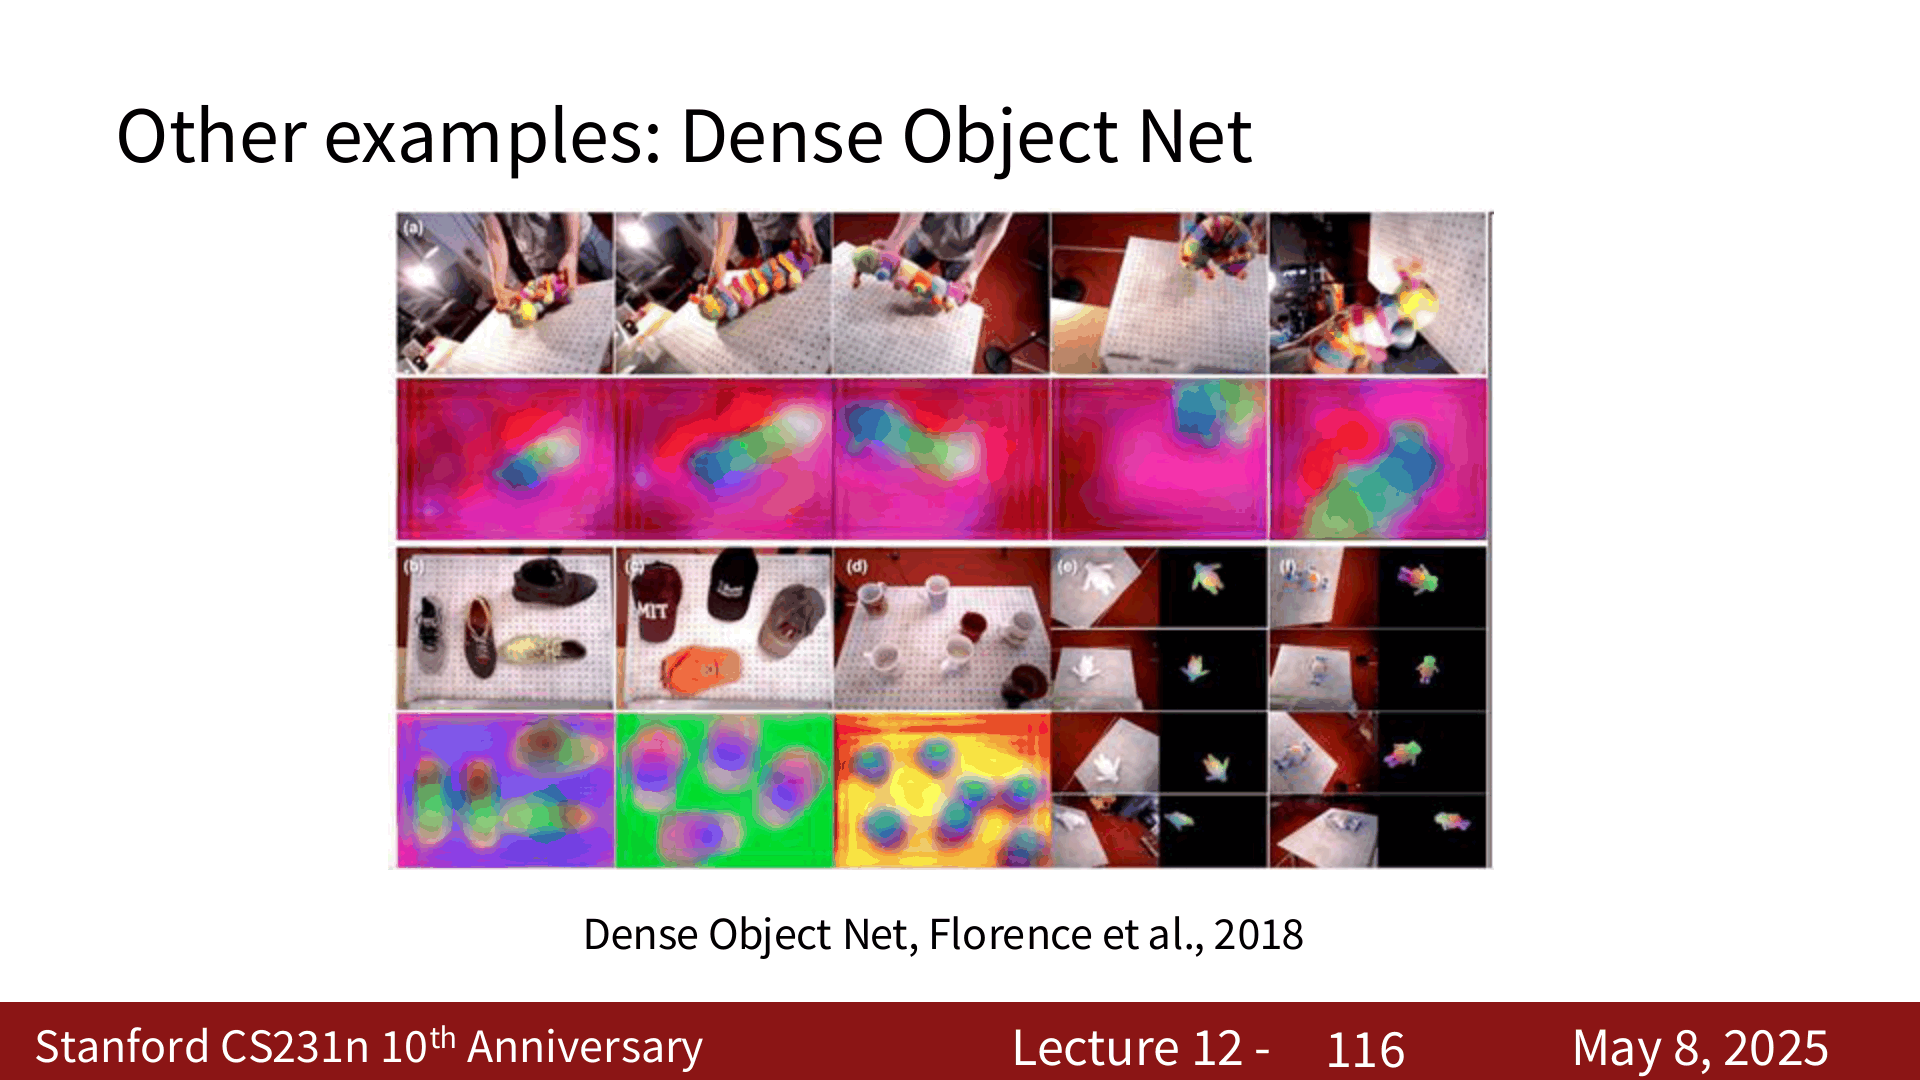 Other examples: Dense Object Net
(a)
(b)
(c)
MIT
(d)
(e)
(f)
Dense Object Net, Florence et al., 2018
Stanford CS231n 10th Anniversary
Lecture 12 - 116
May 8, 2025